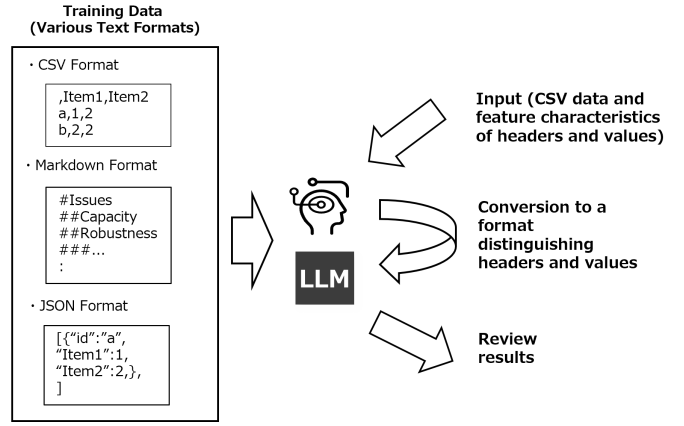 Training Data
(Various Text Formats)
・CSV Format
,Item1,Item2
a,1,2
b,2,2
・Markdown Format
#Issues
##Capacity
##Robustness
###...
:
・JSON Format
[{“id”:”a”,
“Item1”:1,
“Item2”:2,},
]
LLM
Input (CSV data and
feature characteristics
of headers and values)
Conversion to a
format
distinguishing
headers and values
Review
results